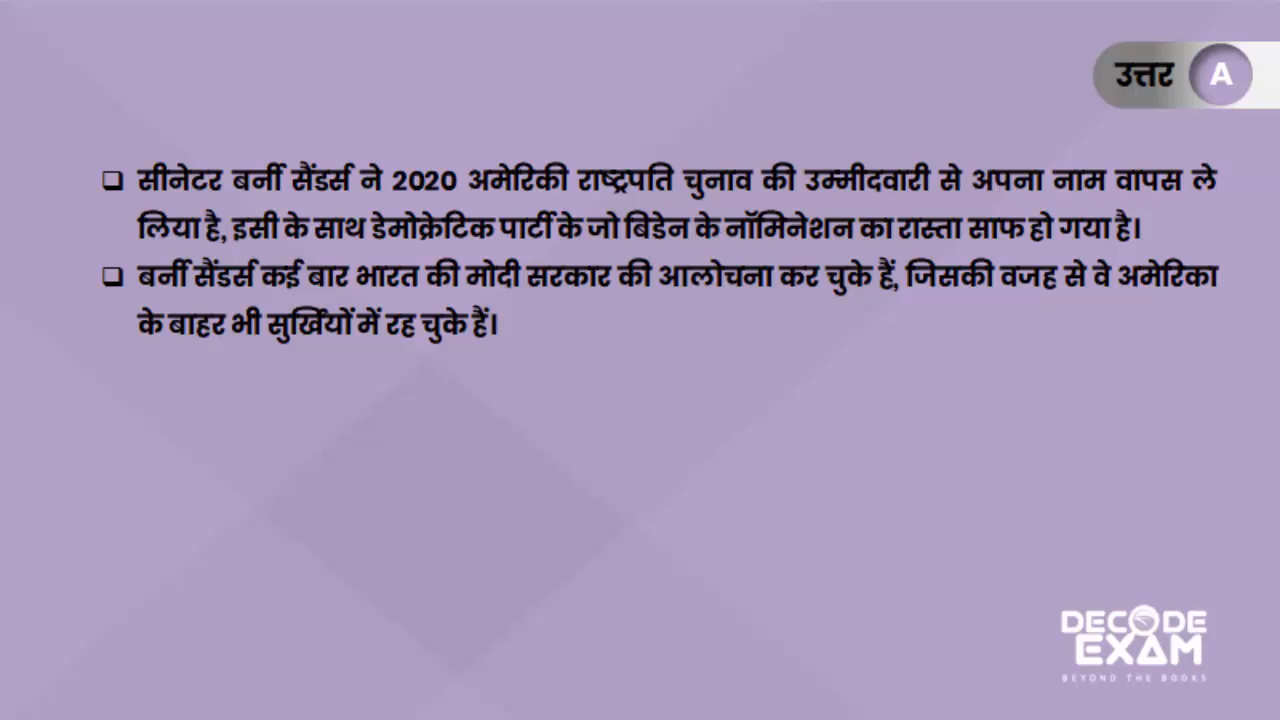 उत्तर A
सीनेटर बर्नी सैंडर्स ने 2020 अमेरिकी राष्ट्रपति चुनाव की उम्मीदवारी से अपना नाम वापस ले
लिया है, इसी के साथ डेमोक्रेटिक पार्टी के जो बिडेन के नॉमिनेशन का रास्ता साफ हो गया है।
बर्नी सैंडर्स कई बार भारत की मोदी सरकार की आलोचना कर चुके हैं, जिसकी वजह से वे अमेरिका
के बाहर भी सुर्खियों में रह चुके हैं।
DECODE
EXAM
BEYOND THE BOOKS